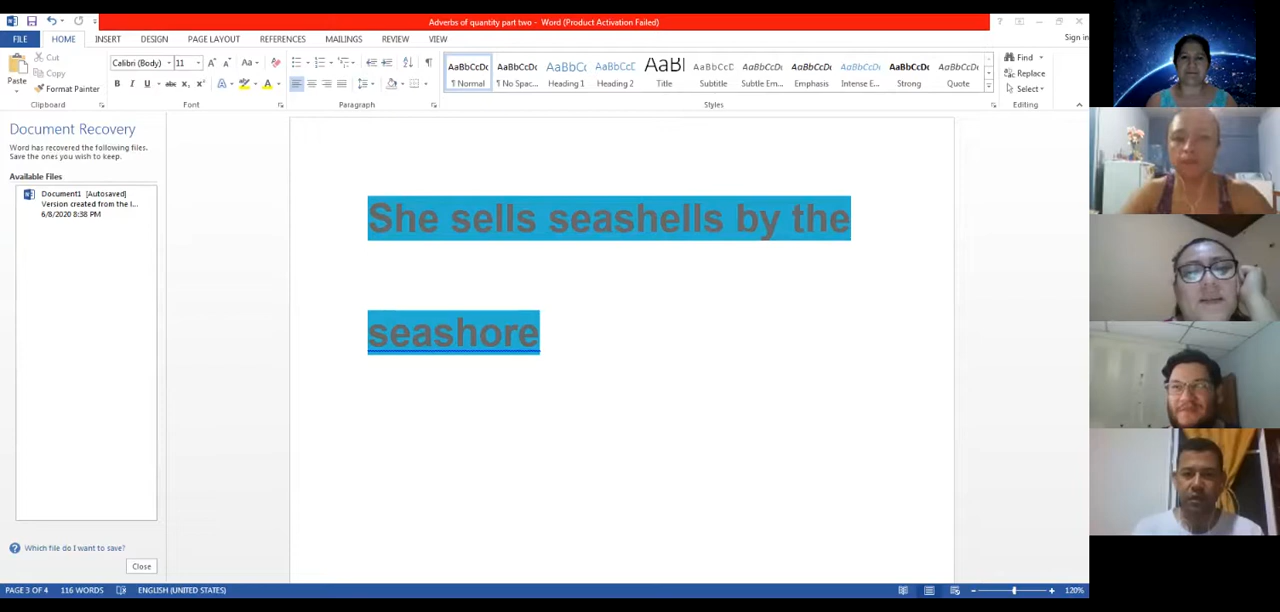 Adverbs of quantity part two - Word (Product Activation Failed)
Sign in
FILE HOME INSERT DESIGN PAGE LAYOUT REFERENCES MAILINGS REVIEW VIEW
Paste
Cut
Copy
Format Painter
Clipboard
Calibri (Body) 11
Font
Paragraph
AaBbCcDc AaBbCcDc AaBbCc AaBbCcC AaBl AaBbCcC AaBbCcDc AaBbCcDc AaBbCcDc AaBbCcDc AaBbCcDc
¶ Normal ¶ No Spac... Heading 1 Heading 2 Title Subtitle Subtle Em... Emphasis Intense E... Strong Quote
Styles
Find
Replace
Select
Editing
Document Recovery
Word has recovered the following files.
Save the ones you wish to keep.
Available Files
Document1 [Autosaved]
Version created from the l...
6/8/2020 8:38 PM
Which file do I want to save?
Close
She sells seashells by the
seashore
PAGE 3 OF 4 116 WORDS ENGLISH (UNITED STATES) 120%